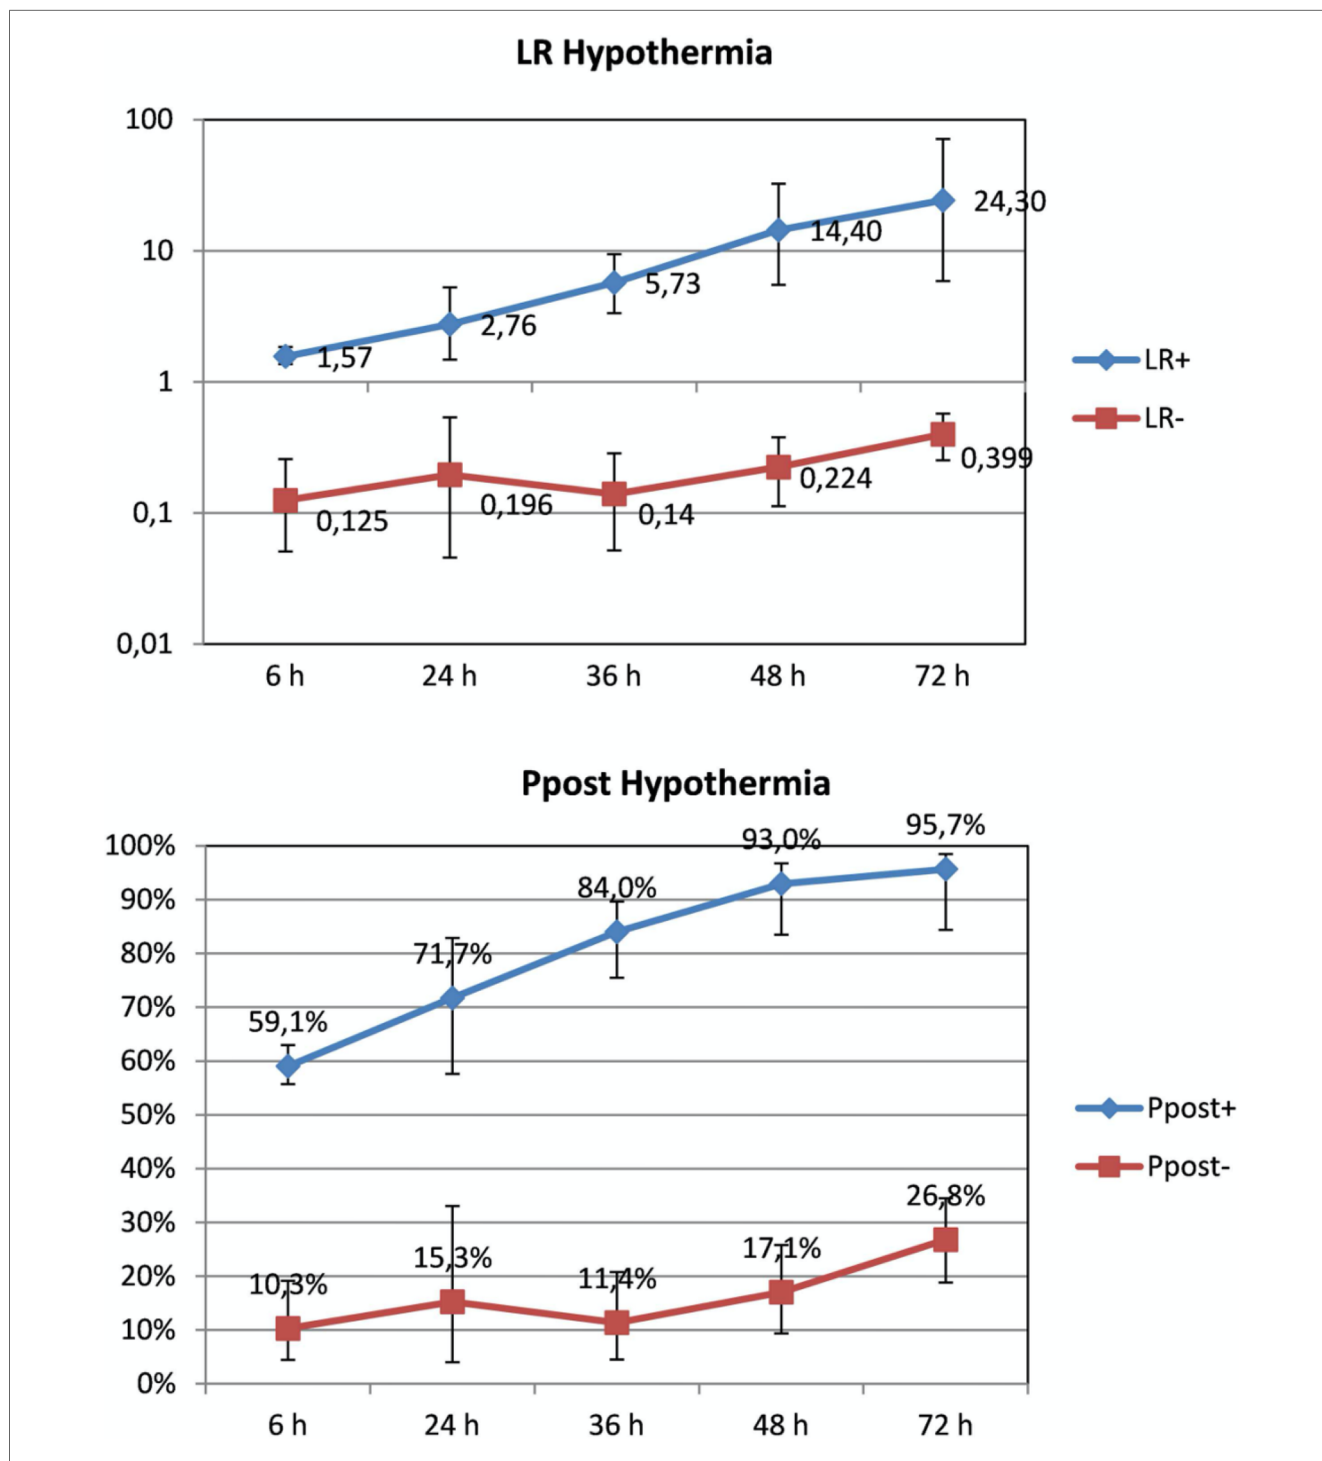 LR Hypothermia
100
10
1
0,1
0,01
1,57
2,76
5,73
14,40
24,30
0,125
0,196
0,14
0,224
0,399
6 h
24 h
36 h
48 h
72 h
LR+
LR-
Ppost Hypothermia
100%
90%
80%
70%
60%
50%
40%
30%
20%
10%
0%
59,1%
71,7%
84,0%
93,0%
95,7%
10,3%
15,3%
11,4%
17,1%
26,8%
6 h
24 h
36 h
48 h
72 h
Ppost+
Ppost-